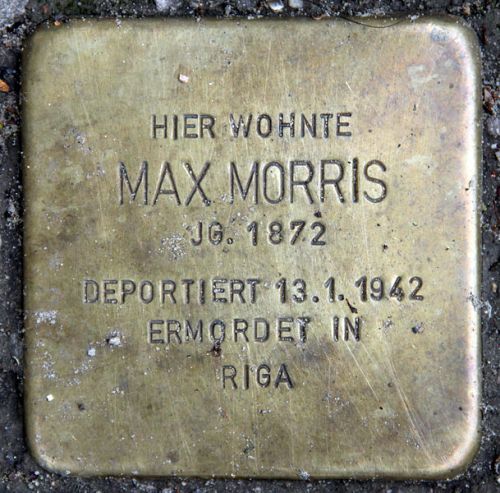 HIER WOHNTE
MAX MORRIS
JG. 1872
DEPORTIERT 13.1.1942
ERMORDET IN
RIGA